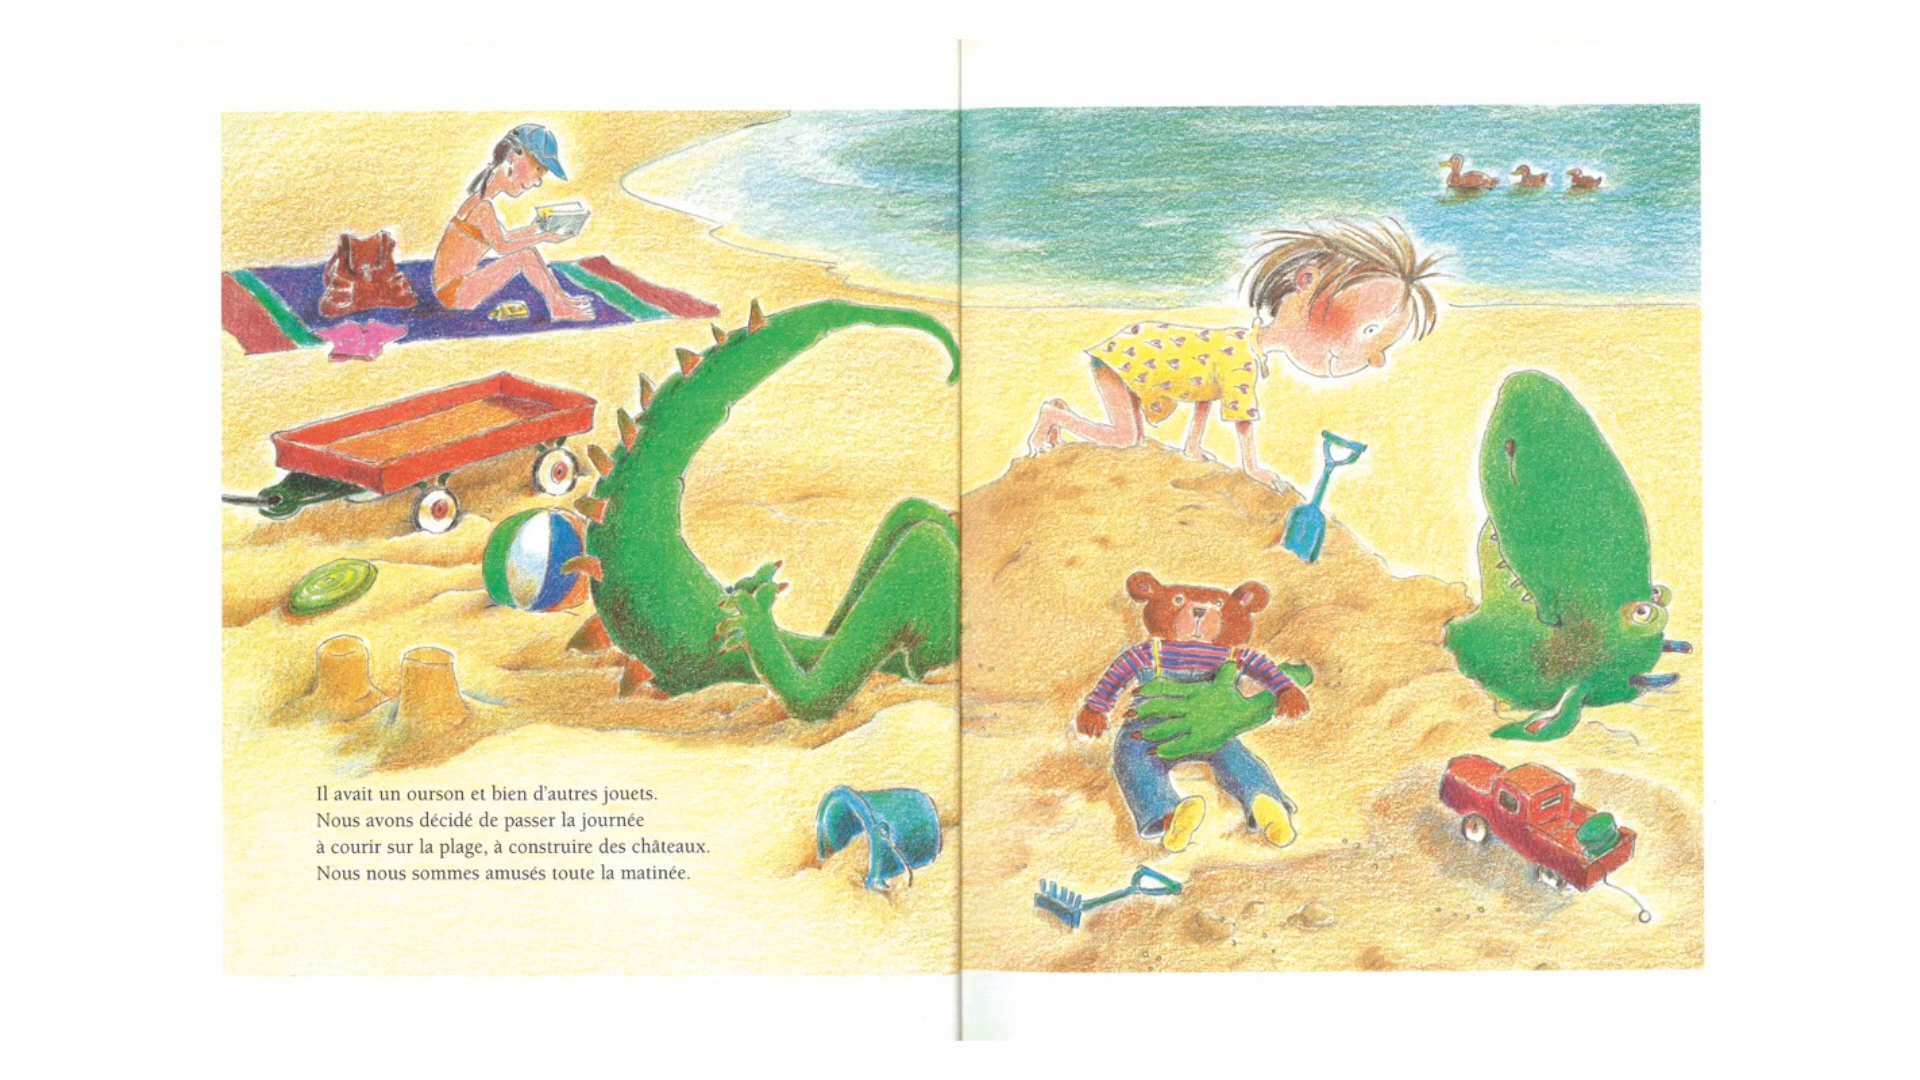 Il avait un ourson et bien d'autres jouets.
Nous avons décidé de passer la journée
à courir sur la plage, à construire des châteaux.
Nous nous sommes amusés toute la matinée.